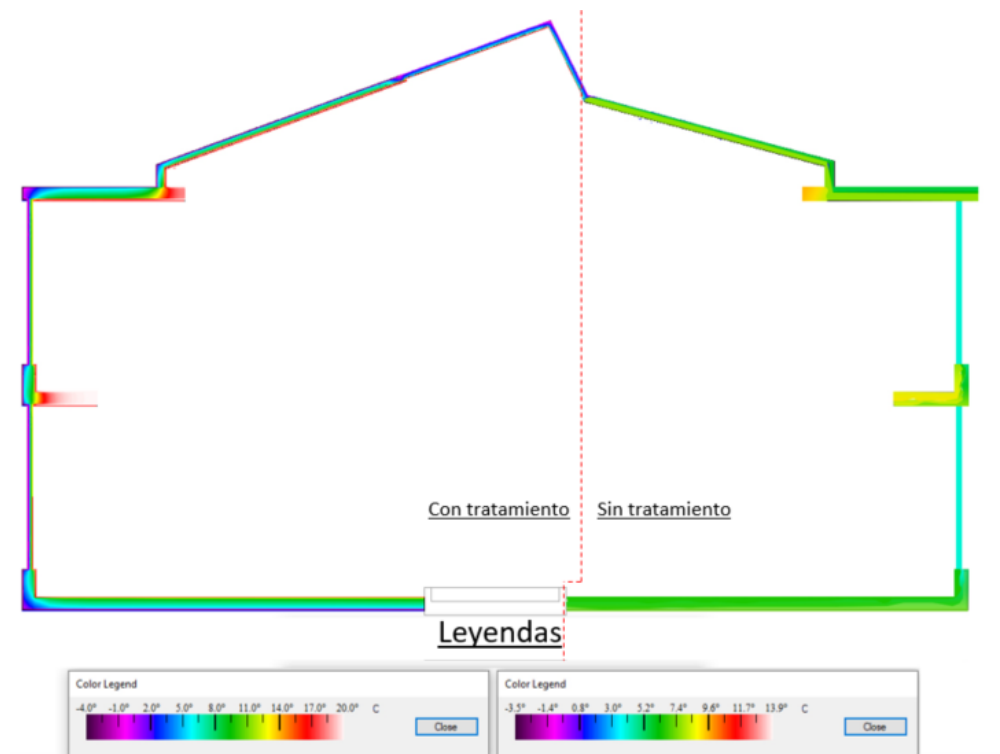 Con tratamiento
Sin tratamiento
Leyendas
Color Legend
-4.0° -1.0° 2.0° 5.0° 8.0° 11.0° 14.0° 17.0° 20.0° C
Close
Color Legend
-3.5° -1.4° 0.8° 3.0° 5.2° 7.4° 9.6° 11.7° 13.9° C
Close